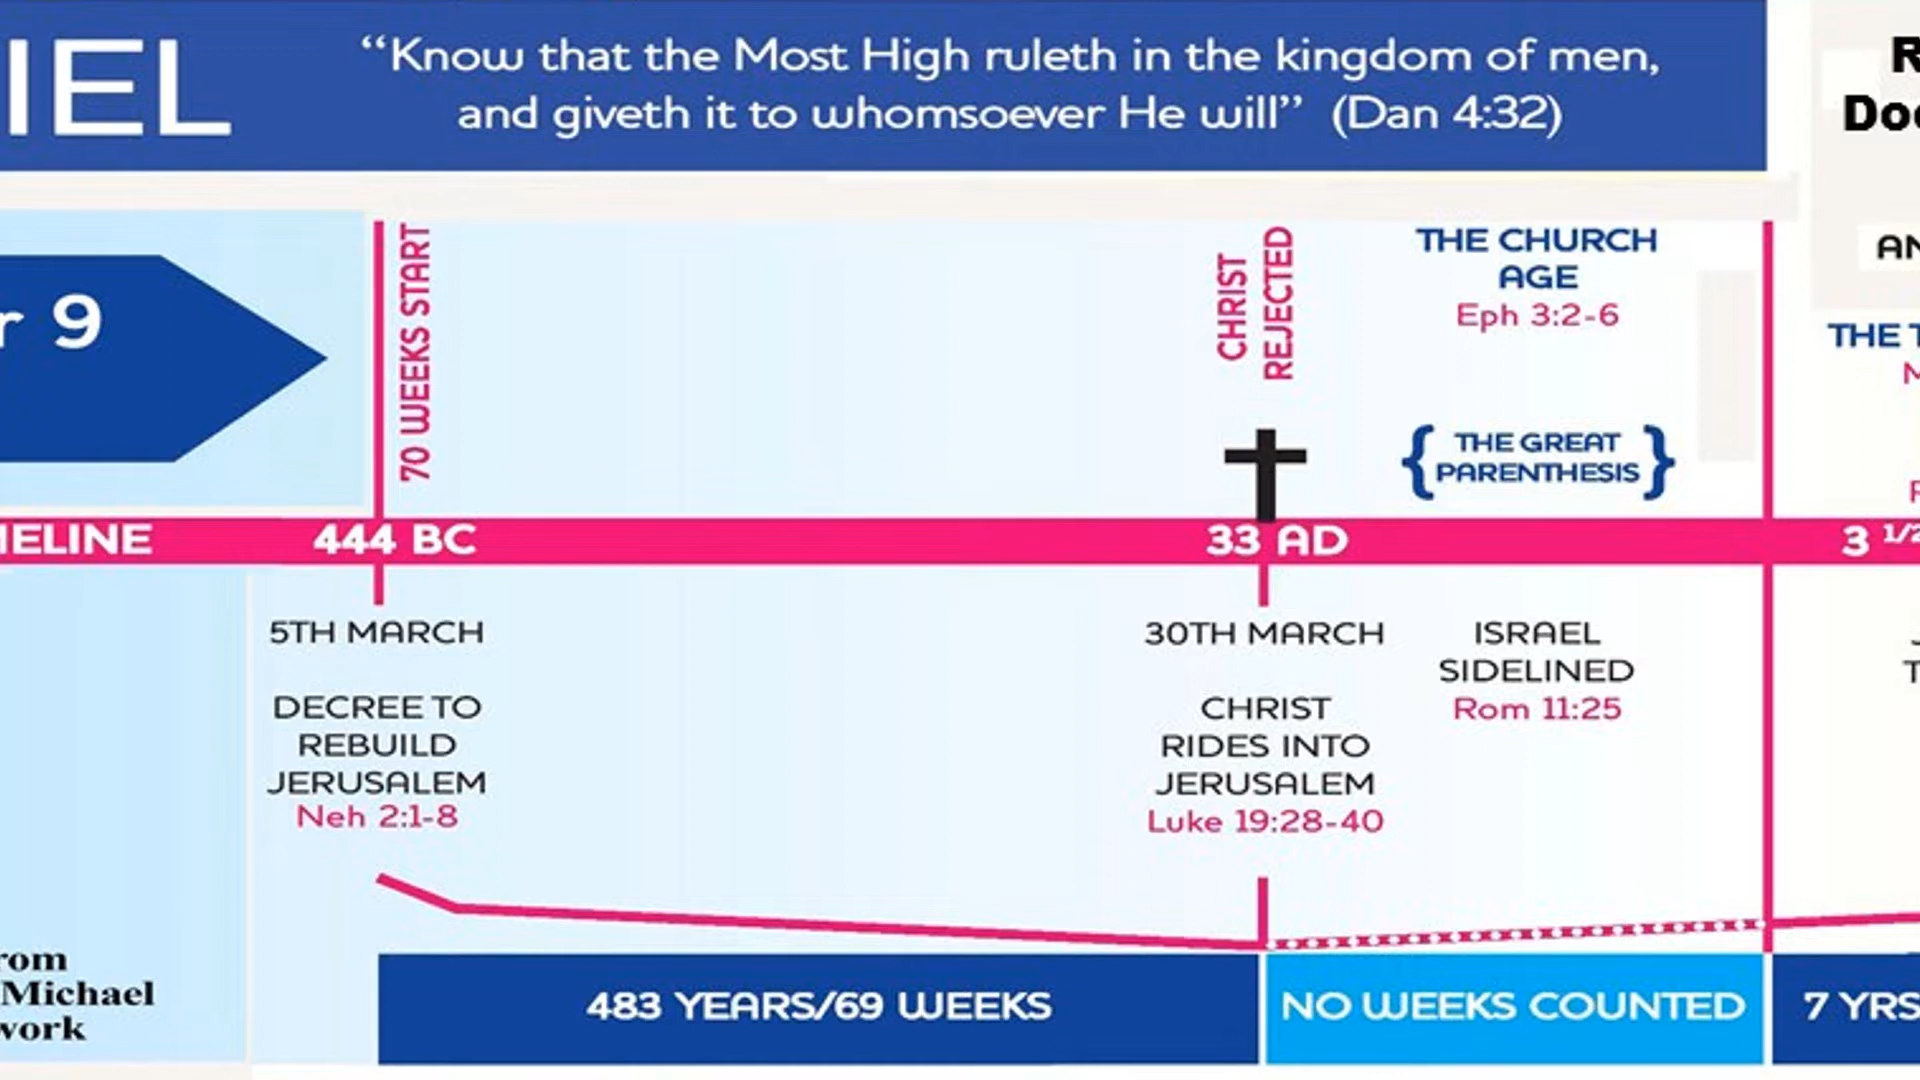 IEL
“Know that the Most High ruleth in the kingdom of men,
and giveth it to whomsoever He will” (Dan 4:32)
R
Doc
r 9
70 WEEKS START
CHRIST
REJECTED
THE CHURCH
AGE
Eph 3:2-6
{ THE GREAT
PARENTHESIS }
AN
THE T
M
MELINE
444 BC
33 AD
3 1/2
5TH MARCH
DECREE TO
REBUILD
JERUSALEM
Neh 2:1-8
30TH MARCH
CHRIST
RIDES INTO
JERUSALEM
Luke 19:28-40
ISRAEL
SIDELINED
Rom 11:25
T
rom
Michael
work
483 YEARS/69 WEEKS
NO WEEKS COUNTED
7 YRS